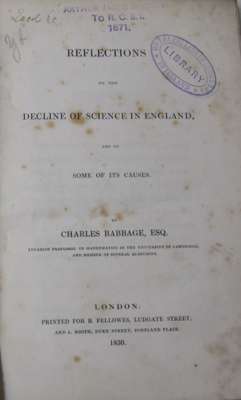 TO R. C. S. I.
1871.
LIBRARY
REFLECTIONS
ON THE
DECLINE OF SCIENCE IN ENGLAND,
AND ON
SOME OF ITS CAUSES.
BY
CHARLES BABBAGE, ESQ.
LUCASIAN PROFESSOR OF MATHEMATICS IN THE UNIVERSITY OF CAMBRIDGE,
AND MEMBER OF SEVERAL ACADEMIES.
LONDON:
PRINTED FOR B. FELLOWES, LUDGATE STREET;
AND J. BOOTH, DUKE STREET, PORTLAND PLACE.
1830.